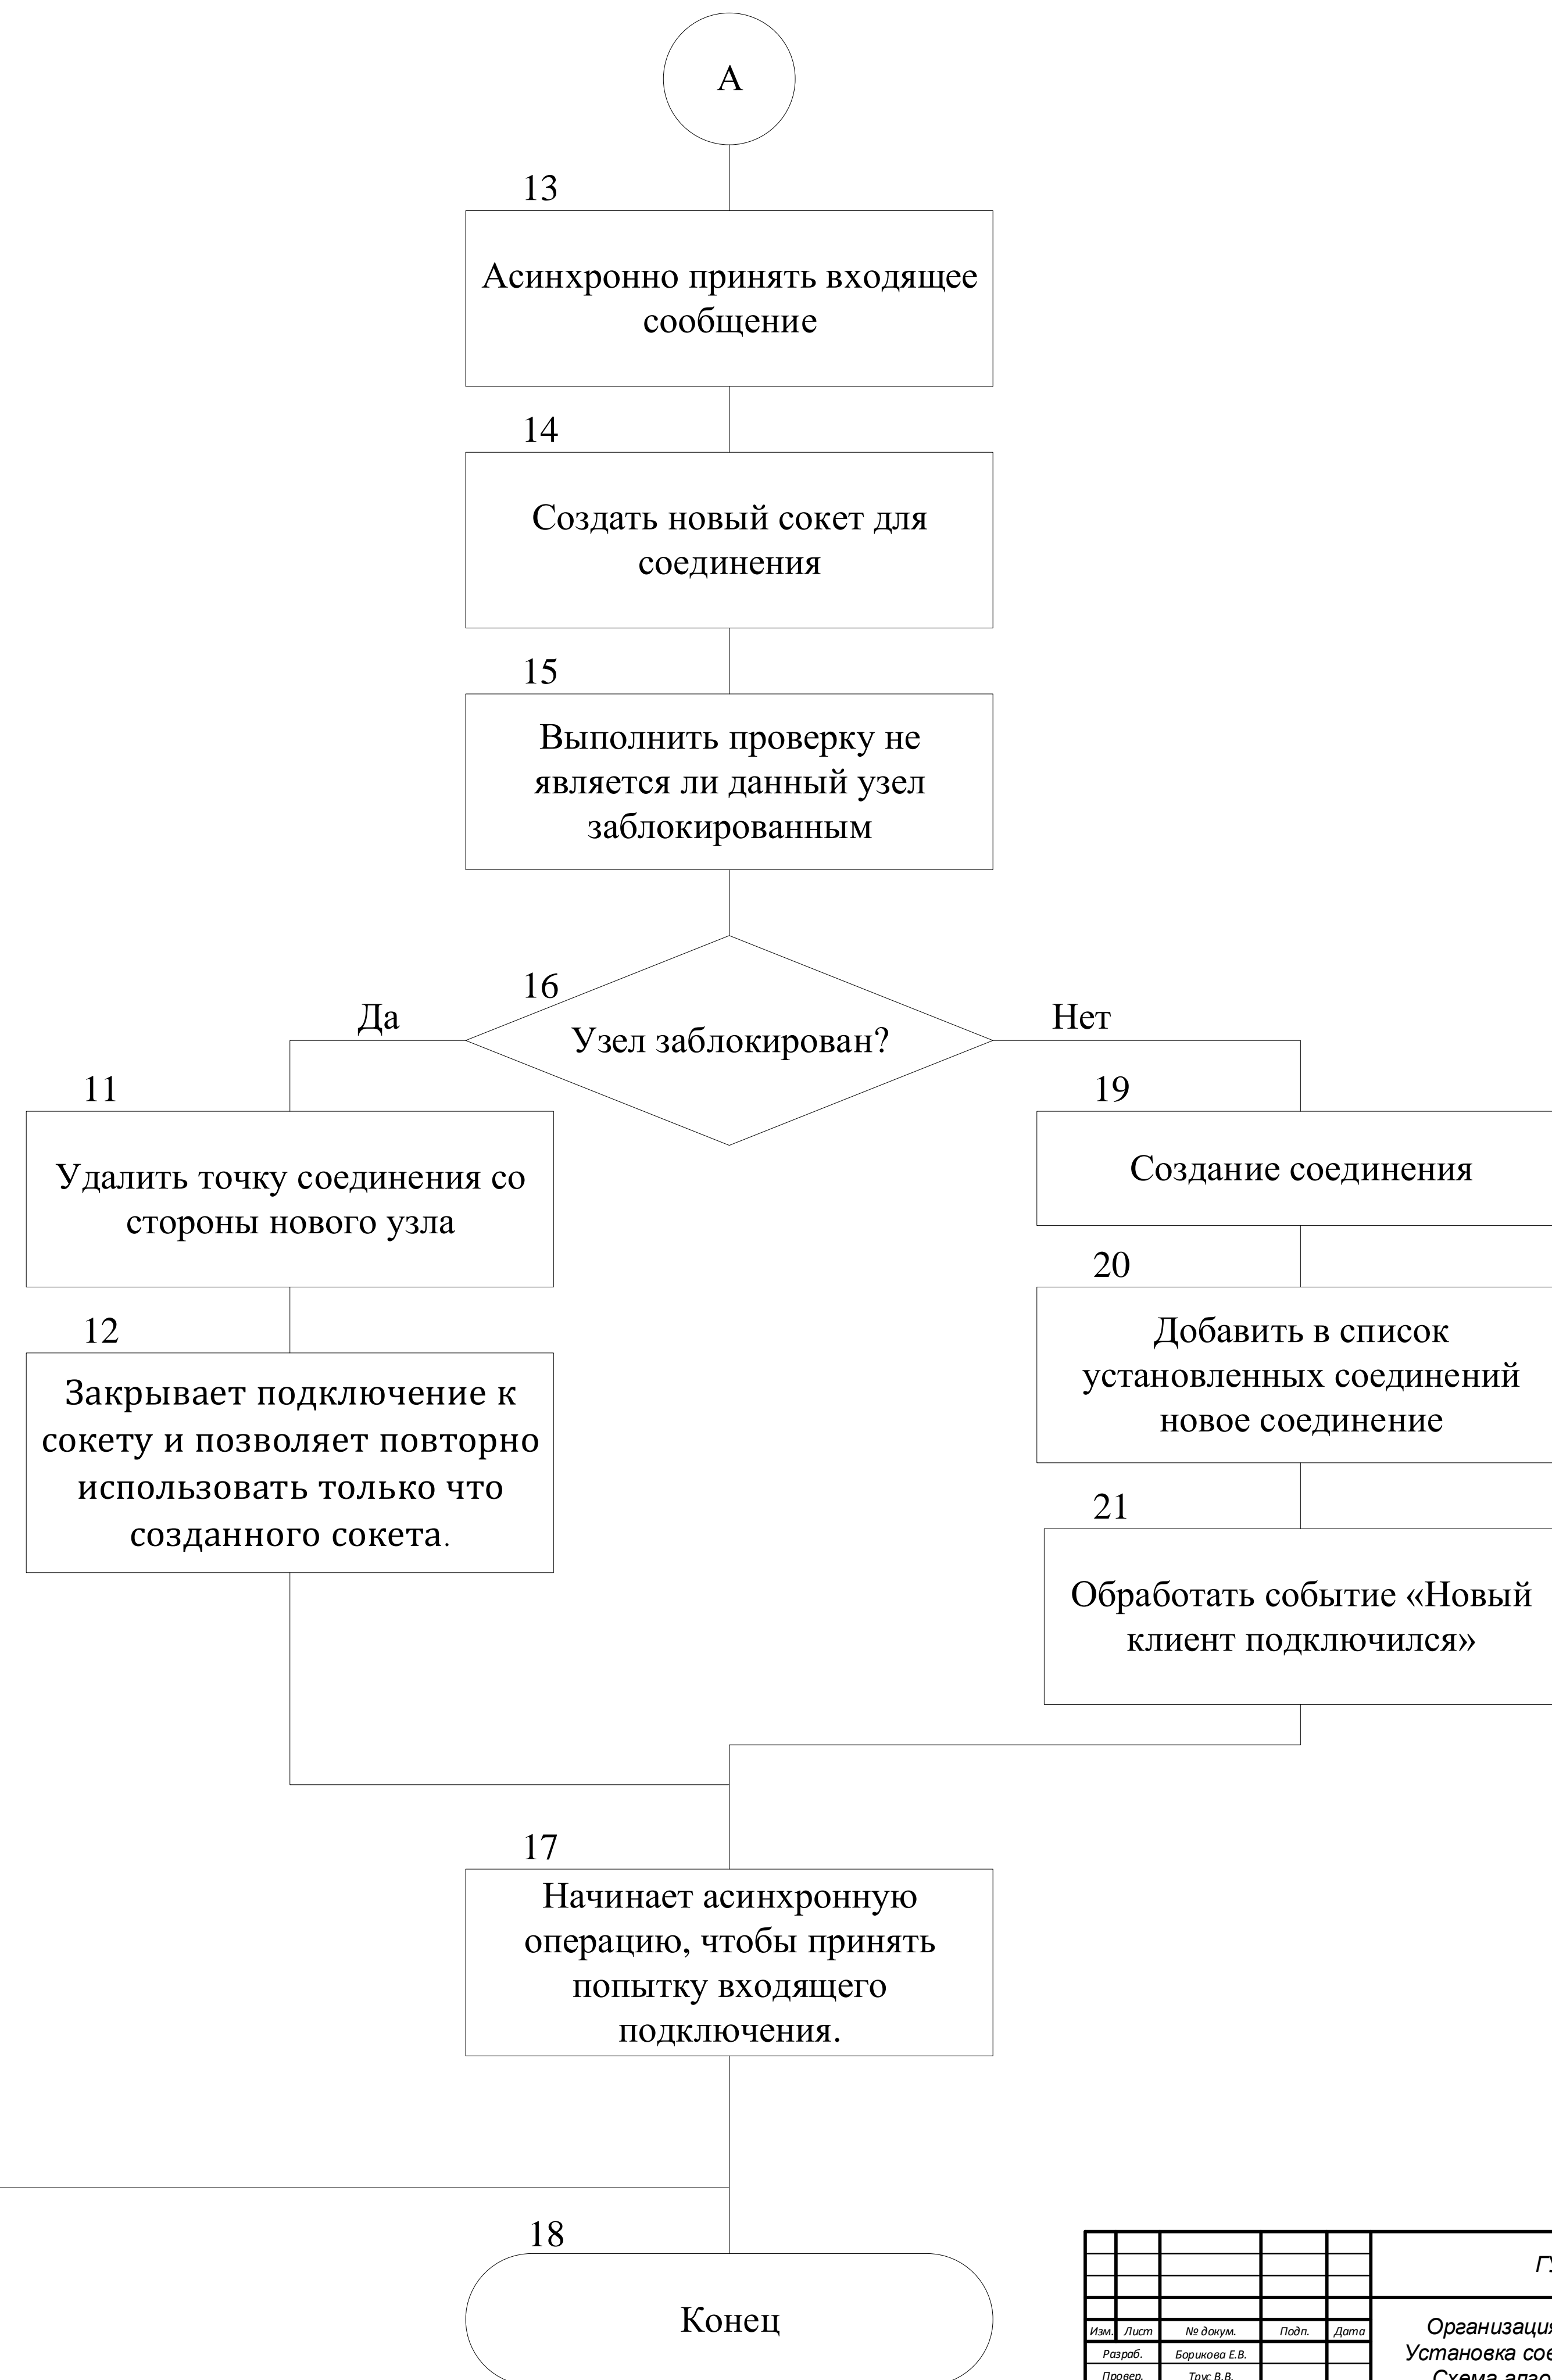 А
13
Асинхронно принять входящее
сообщение
14
Создать новый сокет для
соединения
15
Выполнить проверку не
является ли данный узел
заблокированным
16
Узел заблокирован?
Да
Нет
11
Удалить точку соединения со
стороны нового узла
12
Закрывает подключение к
сокету и позволяет повторно
использовать только что
созданного сокета.
19
Создание соединения
20
Добавить в список
установленных соединений
новое соединение
21
Обработать событие «Новый
клиент подключился»
17
Начинает асинхронную
операцию, чтобы принять
попытку входящего
подключения.
18
Конец
Изм. Лист № докум. Подп. Дата
Разраб. Борикова Е.В.
Провер. Трус В.В.
Организация
Установка
Схема